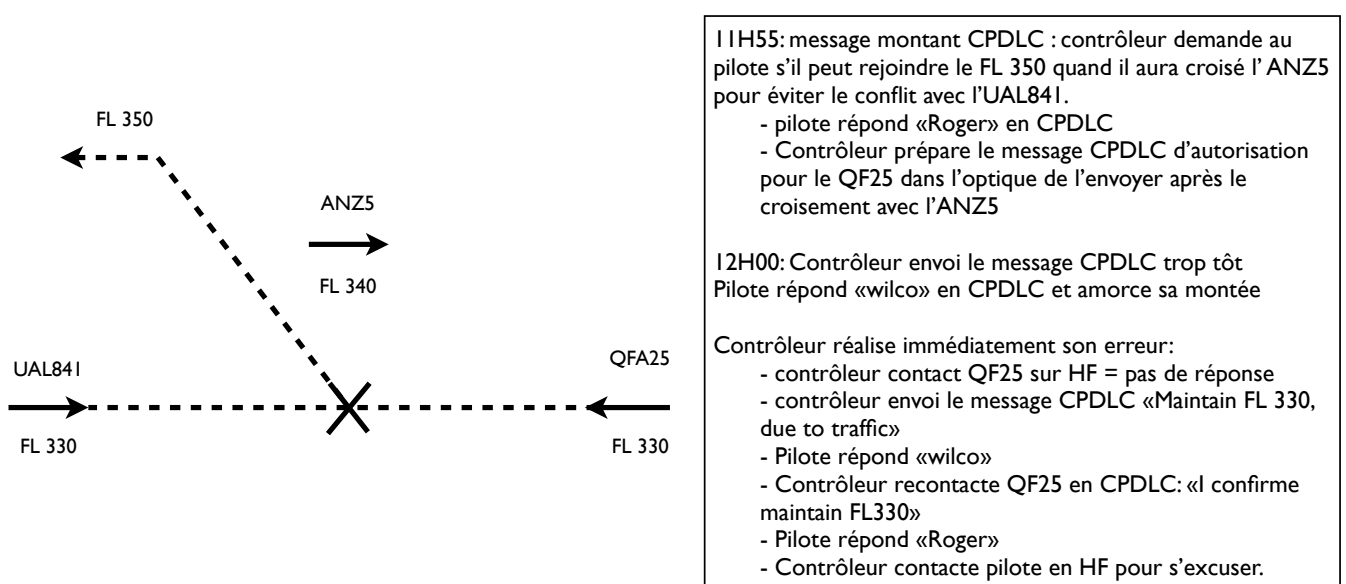 FL 350
ANZ5
FL 340
UAL841
QFA25
FL 330
FL 330
11H55: message montant CPDLC : contrôleur demande au
pilote s'il peut rejoindre le FL 350 quand il aura croisé l'ANZ5
pour éviter le conflit avec l'UAL841.
- pilote répond «Roger» en CPDLC
- Contrôleur prépare le message CPDLC d'autorisation
pour le QF25 dans l'optique de l'envoyer après le
croisement avec l'ANZ5
12H00: Contrôleur envoi le message CPDLC trop tôt
Pilote répond «wilco» en CPDLC et amorce sa montée
Contrôleur réalise immédiatement son erreur:
- contrôleur contact QF25 sur HF = pas de réponse
- contrôleur envoi le message CPDLC «Maintain FL 330,
due to traffic»
- Pilote répond «wilco»
- Contrôleur recontacte QF25 en CPDLC: «I confirme
maintain FL330»
- Pilote répond «Roger»
- Contrôleur contacte pilote en HF pour s'excuser.